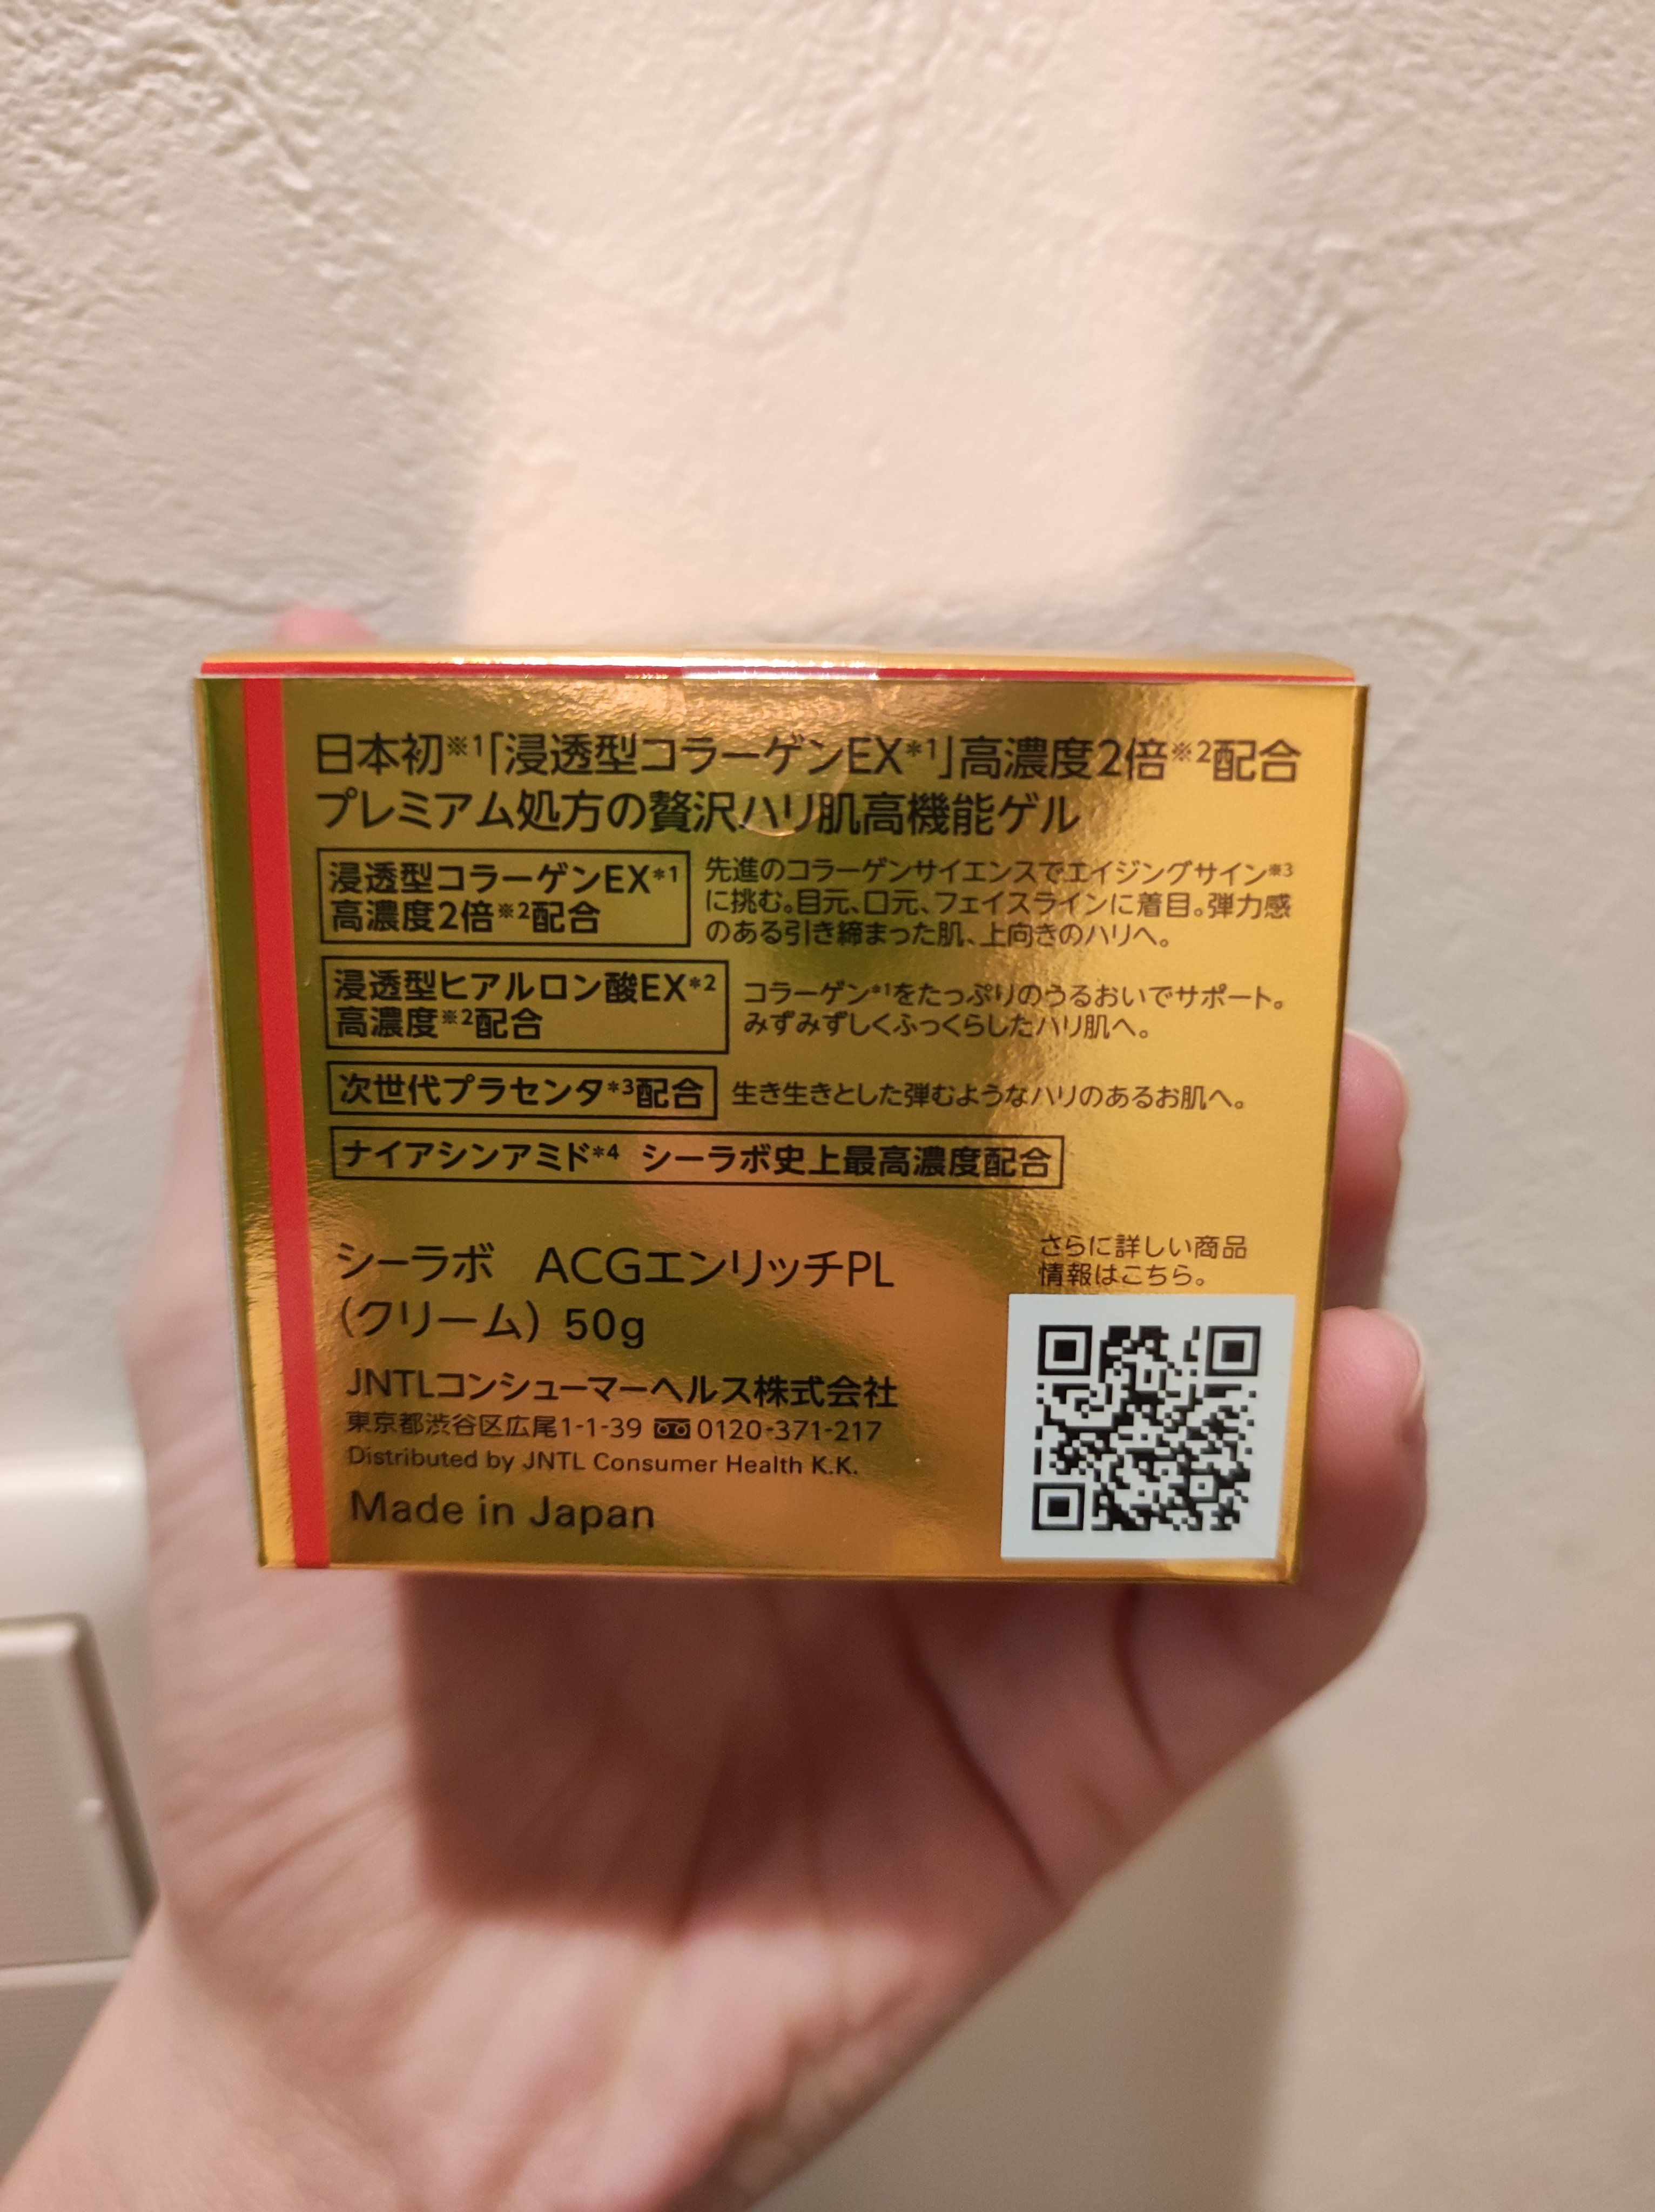 日本初※1「浸透型コラーゲンEX*1」高濃度2倍※2配合
プレミアム処方の贅沢ハリ肌高機能ゲル
浸透型コラーゲンEX*1
高濃度2倍※2配合
先進のコラーゲンサイエンスでエイジングサイン※3
に挑む。目元、口元、フェイスラインに着目。弾力感
のある引き締まった肌、上向きのハリへ。
浸透型ヒアルロン酸EX*2
高濃度※2配合
コラーゲン*1をたっぷりのうるおいでサポート。
みずみずしくふっくらしたハリ肌へ。
次世代プラセンタ*3配合
生き生きとした弾むようなハリのあるお肌へ。
ナイアシンアミド*4 シーラボ史上最高濃度配合
シーラボ ACGエンリッチPL
(クリーム) 50g
JNTLコンシューマーヘルス株式会社
東京都渋谷区広尾1-1-39 0120-371-217
Distributed by JNTL Consumer Health K.K.
Made in Japan
さらに詳しい商品
情報はこちら。